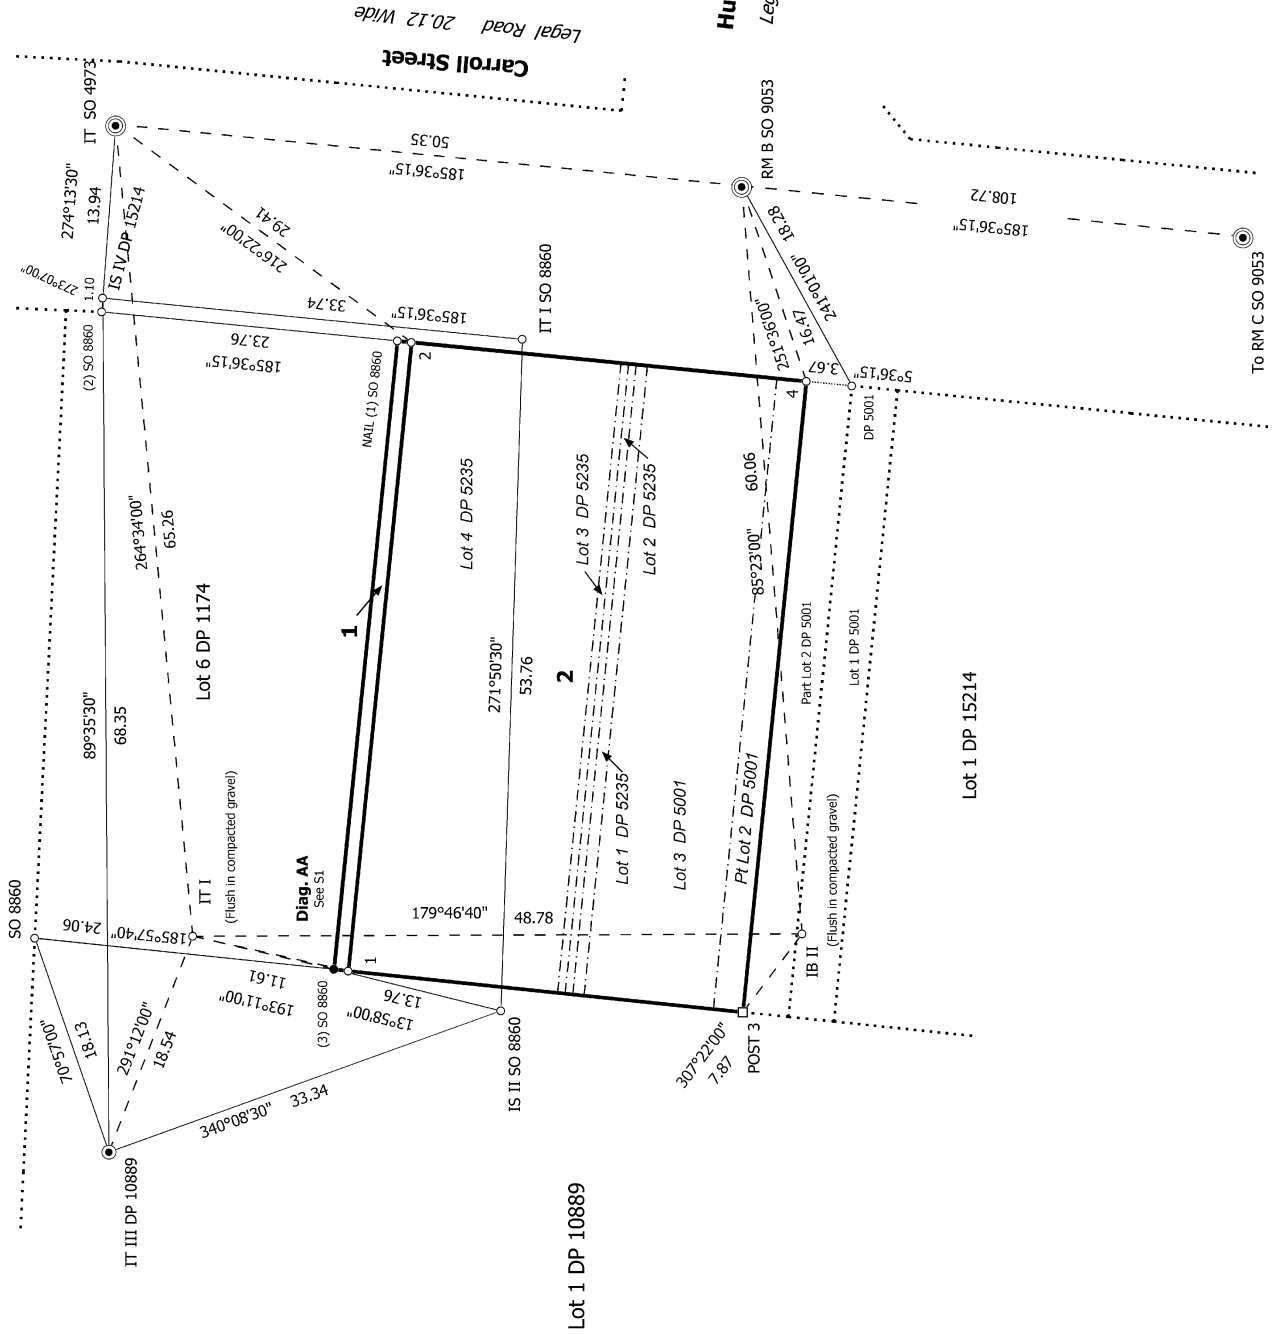 Legal Road 20.12 Wide
Carroll Street
Hu
Leg
IT SO 4973
274°13'30"
13.94
IS IV DP 15214
273°07'00"
1.10
(2) SO 8860
50.35
185°36'15"
29.41
216°22'00"
33.74
185°36'15"
23.76
185°36'15"
IT I SO 8860
RM B SO 9053
108.72
185°36'15"
To RM C SO 9053
18.28
241°01'00"
16.47
251°36'00"
3.67
5°36'15"
NAIL (1) SO 8860
2
4
DP 5001
264°34'00"
65.26
89°35'30"
68.35
Lot 6 DP 1174
1
Lot 4 DP 5235
Lot 3 DP 5235
Lot 2 DP 5235
60.06
85°23'00"
271°50'30"
53.76
2
Part Lot 2 DP 5001
Lot 1 DP 5001
Lot 1 DP 15214
Lot 1 DP 5235
Lot 3 DP 5001
Pt Lot 2 DP 5001
(Flush in compacted gravel)
IT I
(Flush in compacted gravel)
IB II
Diag. AA
See S1
179°46'40"
48.78
SO 8860
24.06
185°57'40"
11.61
193°11'00"
(3) SO 8860
1
13.76
13°58'00"
70°57'00"
18.13
291°12'00"
18.54
340°08'30"
33.34
IS II SO 8860
307°22'00"
7.87
POST 3
IT III DP 10889
Lot 1 DP 10889